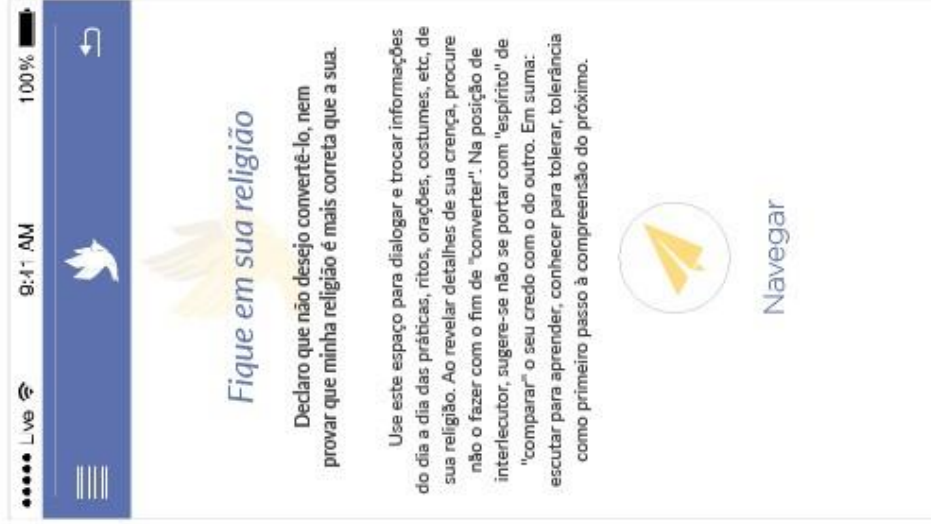 Live 9:41 AM 100%
Fique em sua religião
Declaro que não desejo convertê-lo, nem
provar que minha religião é mais correta que a sua.
Use este espaço para dialogar e trocar informações
do dia a dia das práticas, ritos, orações, costumes, etc, de
sua religião. Ao revelar detalhes de sua crença, procure
não o fazer com o fim de "converter". Na posição de
interlecutor, sugere-se não se portar com "espírito" de
"comparar" o seu credo com o do outro. Em suma:
escutar para aprender, conhecer para tolerar, tolerância
como primeiro passo à compreensão do próximo.
Navegar